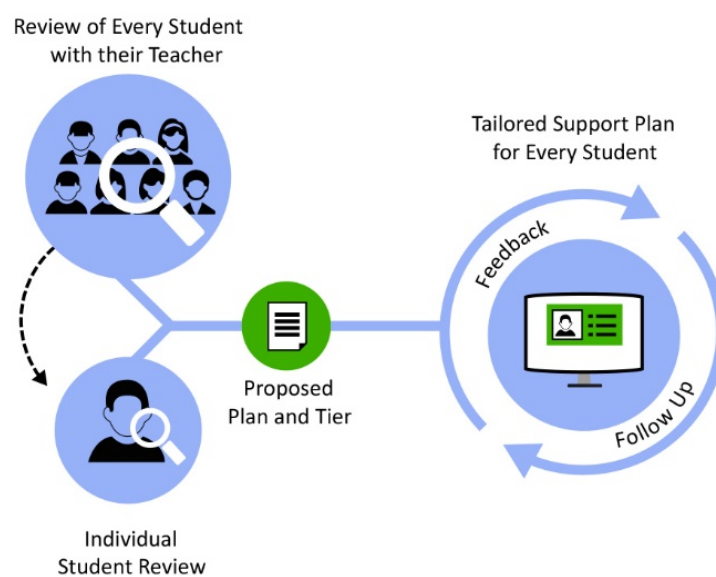 Review of Every Student
with their Teacher
Tailored Support Plan
for Every Student
Feedback
Proposed
Plan and Tier
Follow Up
Individual
Student Review